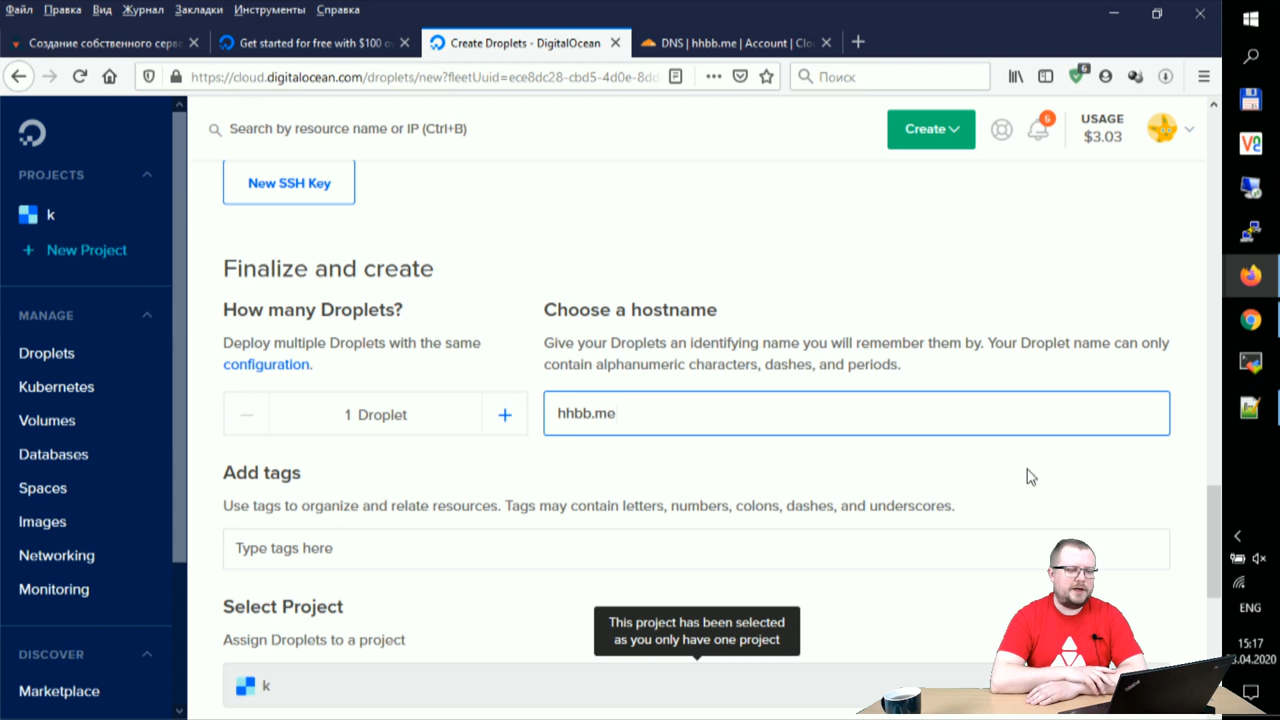 Файл Правка Вид Журнал Закладки Инструменты Справка
Создание собственного серве
Get started for free with $100 o
Create Droplets - DigitalOcean
DNS | hhbb.me | Account | Clo
https://cloud.digitalocean.com/droplets/new?fleetUuid=ece8dc28-cbd5-4d0e-8dc
Поиск
6
Search by resource name or IP (Ctrl+B)
Create
5
USAGE
$3.03
PROJECTS
k
+ New Project
MANAGE
Droplets
Kubernetes
Volumes
Databases
Spaces
Images
Networking
Monitoring
DISCOVER
Marketplace
New SSH Key
Finalize and create
How many Droplets?
Deploy multiple Droplets with the same
configuration.
1 Droplet
Choose a hostname
Give your Droplets an identifying name you will remember them by. Your Droplet name can only
contain alphanumeric characters, dashes, and periods.
hhbb.me
Add tags
Use tags to organize and relate resources. Tags may contain letters, numbers, colons, dashes, and underscores.
Type tags here
Select Project
Assign Droplets to a project
This project has been selected
as you only have one project
k
ENG
15:17
3.04.2020